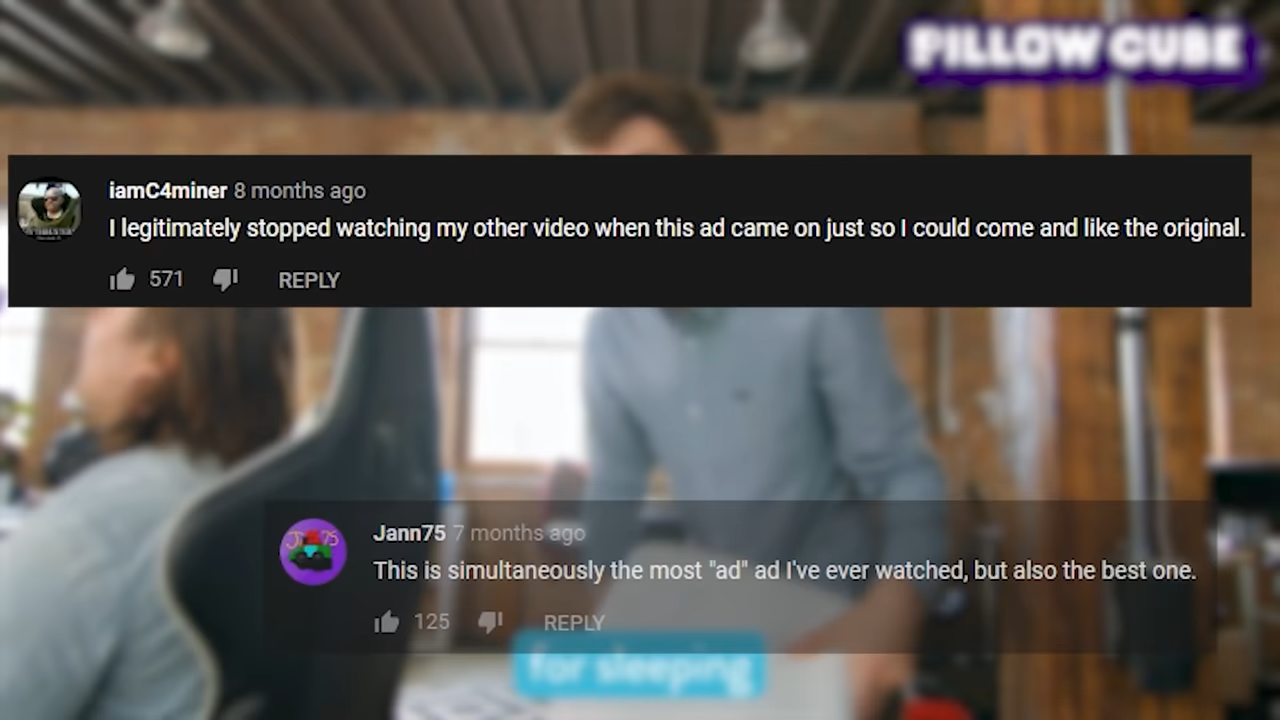 PILLOW CUBE
iamC4miner 8 months ago
I legitimately stopped watching my other video when this ad came on just so I could come and like the original.
571 REPLY
Jann75 7 months ago
This is simultaneously the most "ad" ad I've ever watched, but also the best one.
125 REPLY
for sleeping